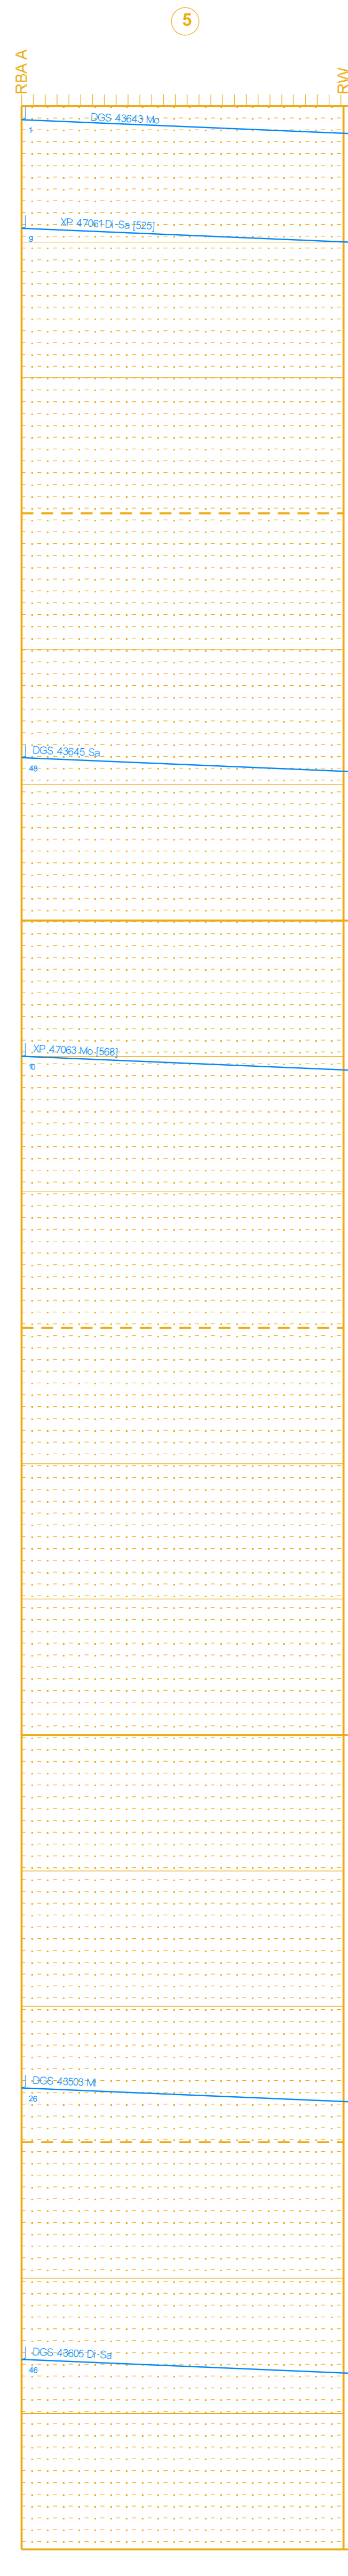 5
RBA A
RW
DGS 43643 Mo
1
XP 47061 Di-Sa [525]
9
DGS 43645 Sa
48
XP 47063 Mo [568]
10
DGS 43503 Mi
26
DGS 43605 Di-Sa
46